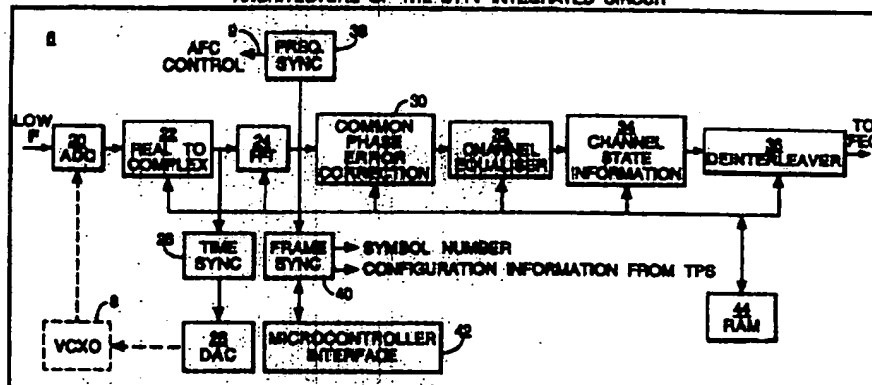 ARCHITECTURE OF THE DTTV INTEGRATED CIRCUIT
6
AFC
CONTROL
9
FREQ.
SYNC
38
LOW
IF
20
ADC
22
REAL TO
COMPLEX
24
FFT
30
COMMON
PHASE
ERROR
CORRECTION
32
CHANNEL
EQUALISER
34
CHANNEL
STATE
INFORMATION
36
DEINTERLEAVER
TO
FEC
TIME
SYNC
FRAME
SYNC
40
SYMBOL NUMBER
CONFIGURATION INFORMATION FROM TPS
8
VCXO
DAC
MICROCONTROLLER
INTERFACE
42
44
RAM